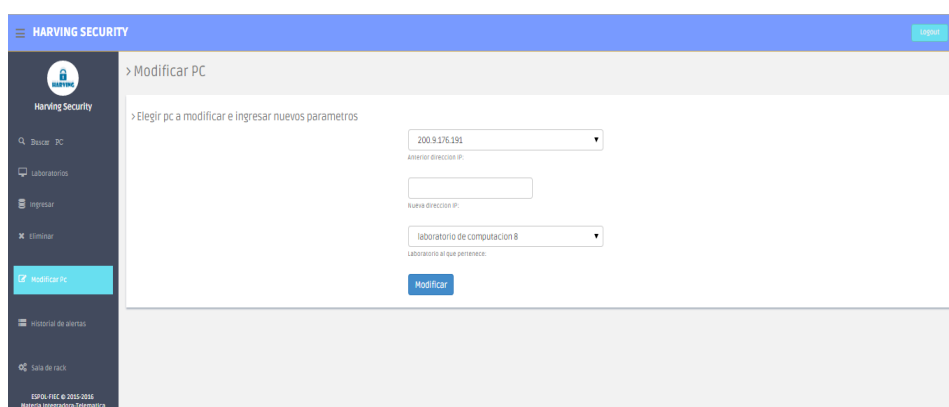 HARVING SECURITY
Logout
HARVING
Harving Security
Buscar PC
Laboratorios
Ingresar
Eliminar
Modificar Pc
Historial de alertas
Sala de rack
ESPOL-FIEC © 2015-2016
Materia Integradora-Telematica
> Modificar PC
> Elegir pc a modificar e ingresar nuevos parametros
200.9.176.191
Anterior direccion IP:
Nueva direccion IP:
laboratorio de computacion 8
Laboratorio al que pertenece:
Modificar